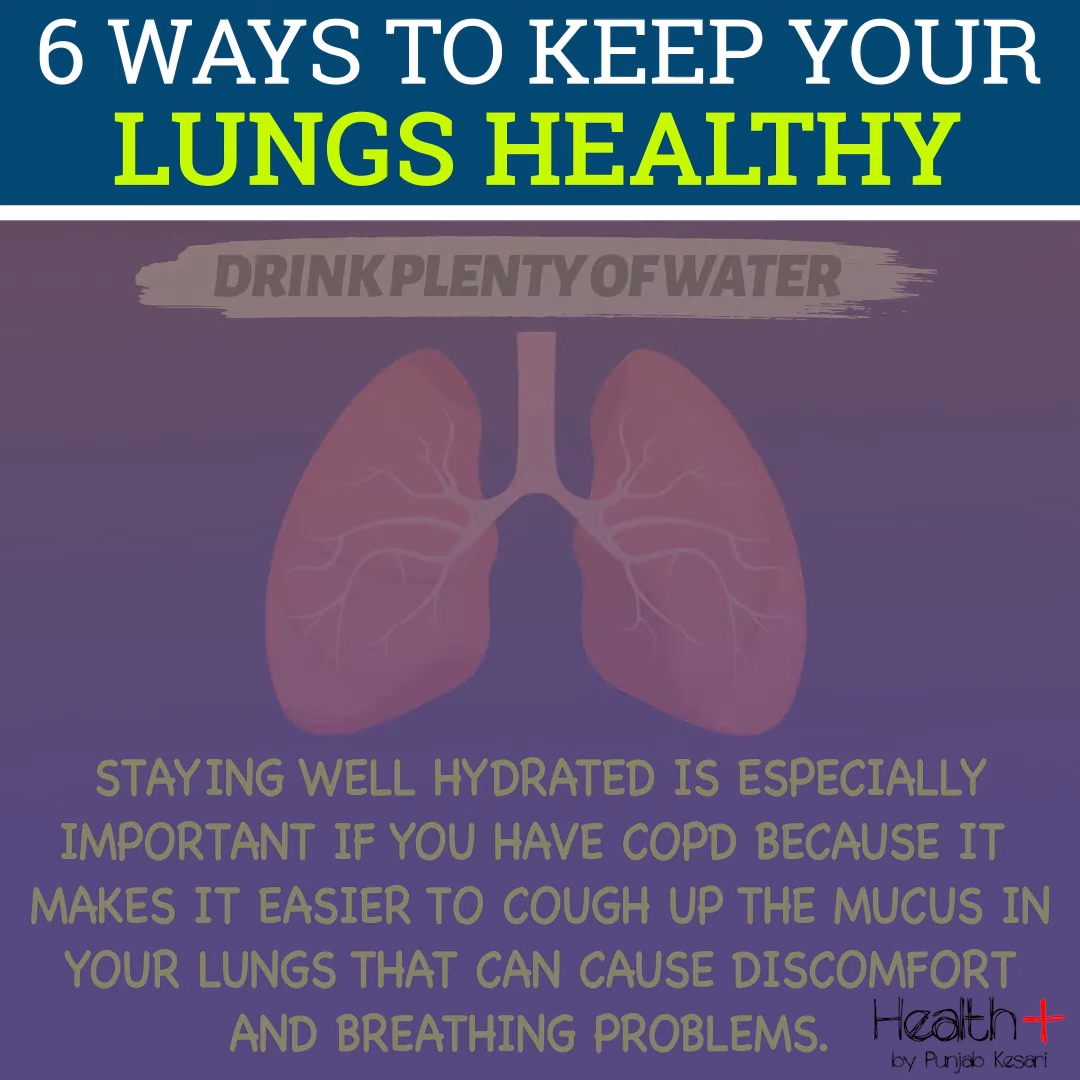 6 WAYS TO KEEP YOUR
LUNGS HEALTHY
DRINK PLENTY OF WATER
STAYING WELL HYDRATED IS ESPECIALLY
IMPORTANT IF YOU HAVE COPD BECAUSE IT
MAKES IT EASIER TO COUGH UP THE MUCUS IN
YOUR LUNGS THAT CAN CAUSE DISCOMFORT
AND BREATHING PROBLEMS.
Health+
by Punjab Kesari